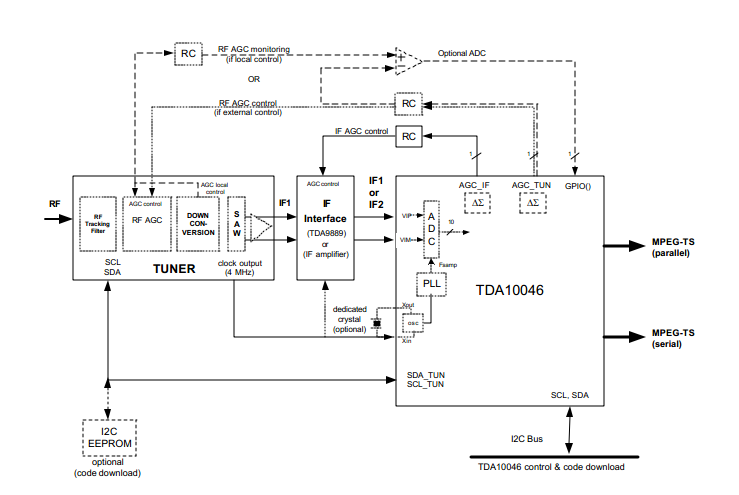 RC
RF AGC monitoring
(if local control)
Optional ADC
OR
RF AGC control
(if external control)
RC
IF AGC control
RC
1
1
1
AGC local
control
AGC control
RF AGC
RF
RF
Tracking
Filter
DOWN
CON-
VERSION
S
A
W
IF1
AGC control
IF
Interface
(TDA9889)
or
(IF amplifier)
IF1
or
IF2
AGC_IF
AGC_TUN
GPIO()
ΔΣ
ΔΣ
VIP
VIM
A
D
C
10
Fsamp
PLL
TDA10046
MPEG-TS
(parallel)
SCL
SDA
TUNER
clock output
(4 MHz)
dedicated
crystal
(optional)
Xout
osc
Xin
MPEG-TS
(serial)
SDA_TUN
SCL_TUN
SCL, SDA
I2C
EEPROM
optional
(code download)
I2C Bus
TDA10046 control & code download